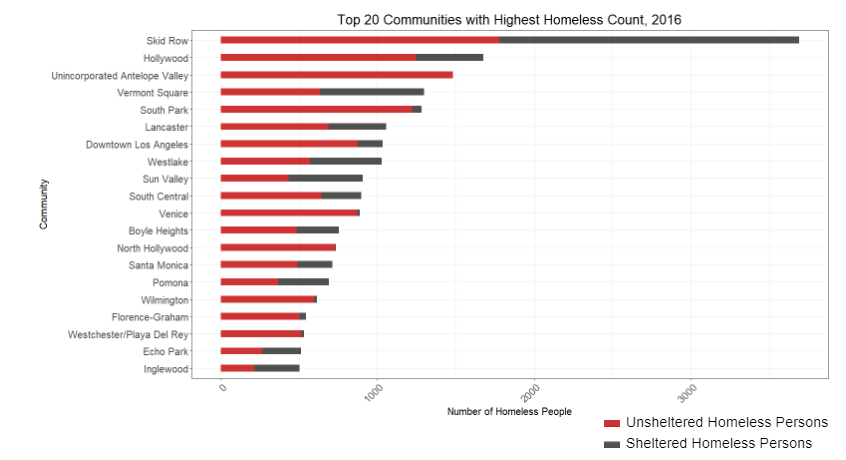 Top 20 Communities with Highest Homeless Count, 2016
Skid Row
Hollywood
Unincorporated Antelope Valley
Vermont Square
South Park
Lancaster
Downtown Los Angeles
Westlake
Sun Valley
South Central
Venice
Boyle Heights
North Hollywood
Santa Monica
Pomona
Wilmington
Florence-Graham
Westchester/Playa Del Rey
Echo Park
Inglewood
Community
0
1000
2000
3000
Number of Homeless People
Unsheltered Homeless Persons
Sheltered Homeless Persons